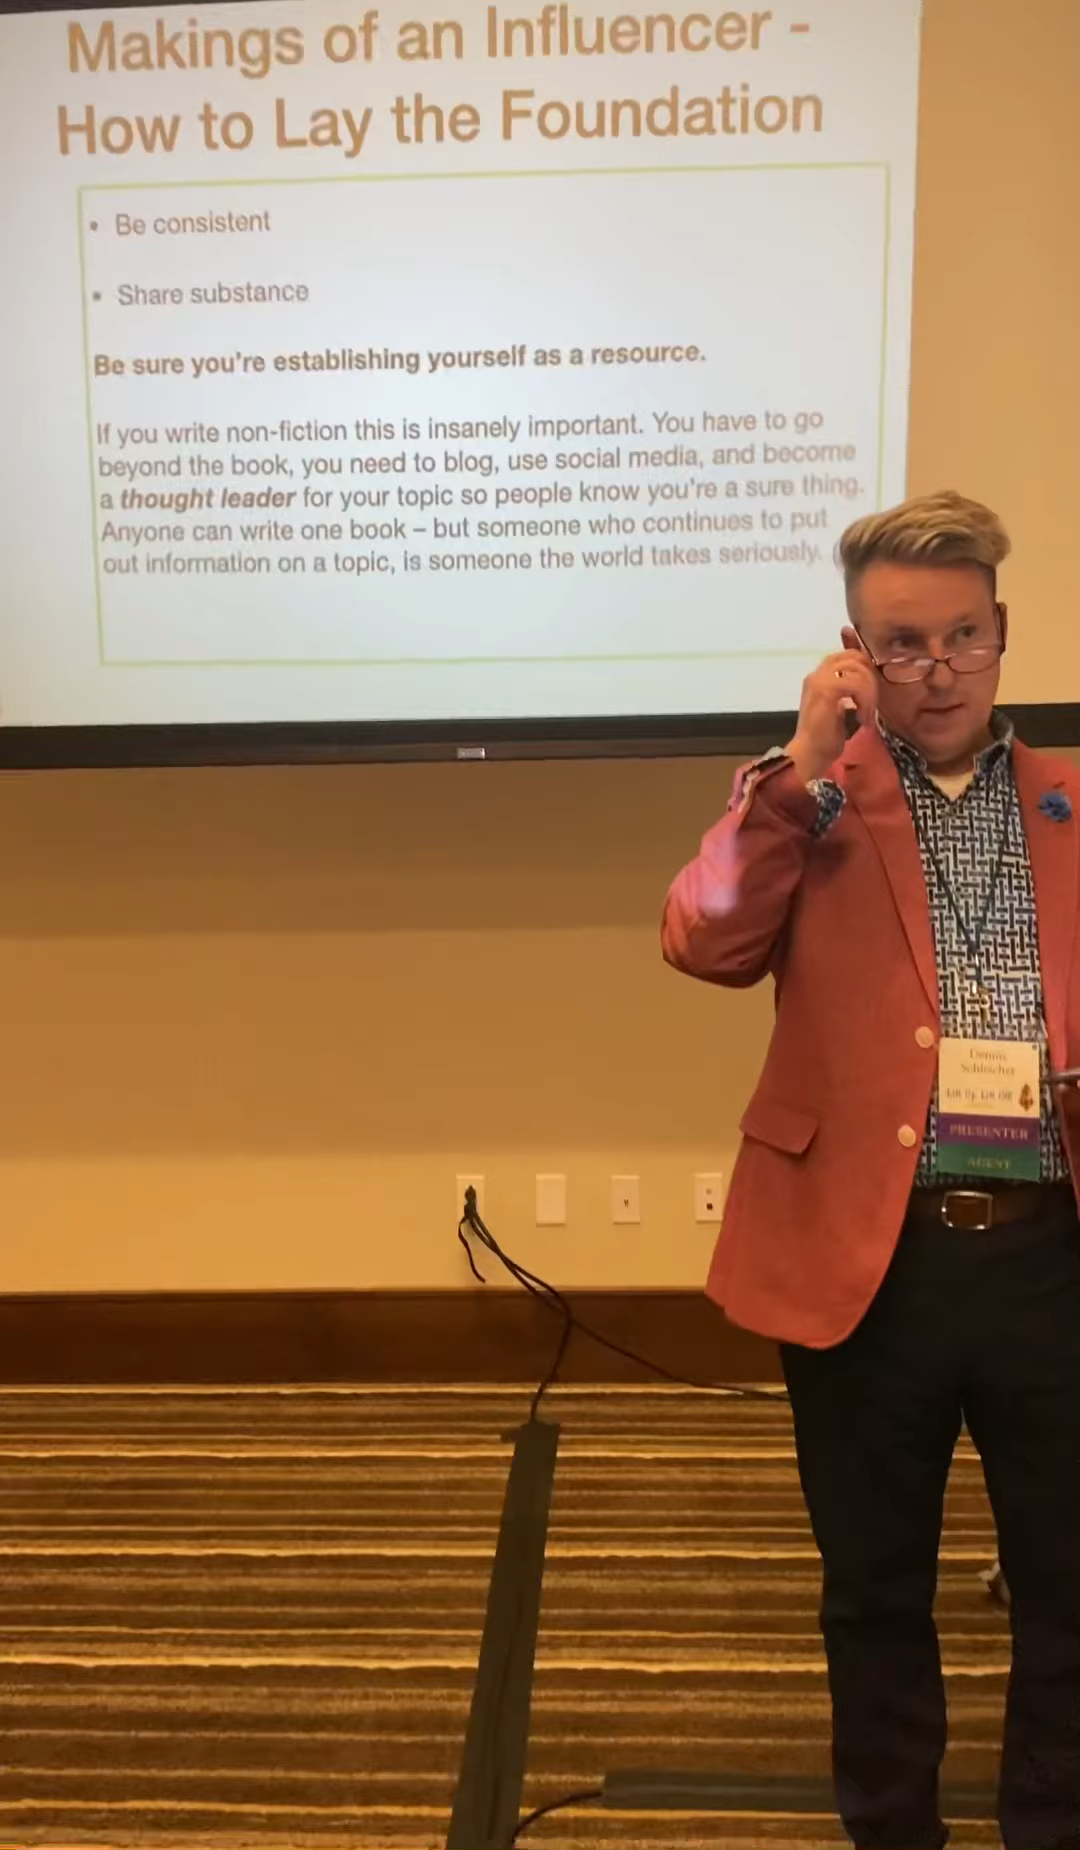 Makings of an Influencer -
How to Lay the Foundation
• Be consistent
• Share substance
Be sure you're establishing yourself as a resource.
If you write non-fiction this is insanely important. You have to go
beyond the book, you need to blog, use social media, and become
a thought leader for your topic so people know you're a sure thing.
Anyone can write one book – but someone who continues to put
out information on a topic, is someone the world takes seriously.
Dennis
PRESENTER
AGENT